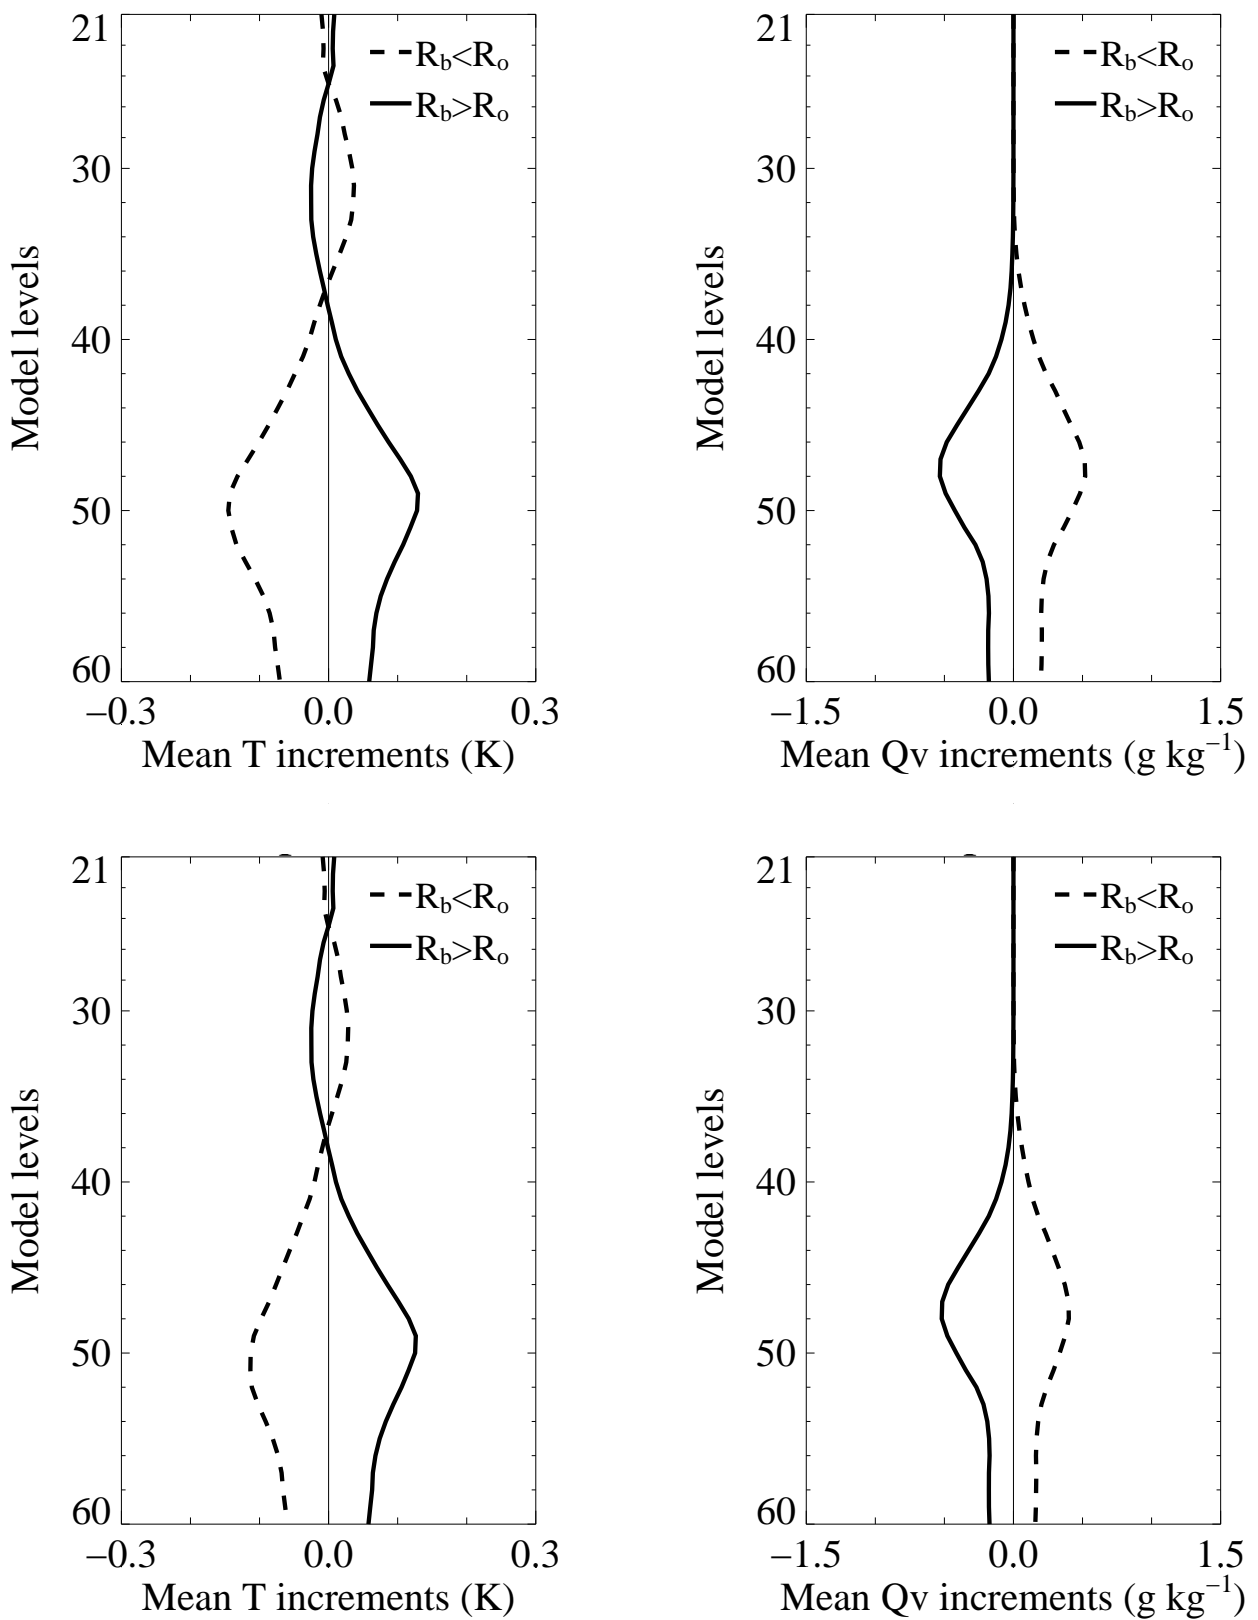 21
30
40
50
60
Model levels
R_b<R_o
R_b>R_o
−0.3 0.0 0.3
Mean T increments (K)
21
30
40
50
60
Model levels
R_b<R_o
R_b>R_o
−1.5 0.0 1.5
Mean Qv increments (g kg⁻¹)
21
30
40
50
60
Model levels
R_b<R_o
R_b>R_o
−0.3 0.0 0.3
Mean T increments (K)
21
30
40
50
60
Model levels
R_b<R_o
R_b>R_o
−1.5 0.0 1.5
Mean Qv increments (g kg⁻¹)